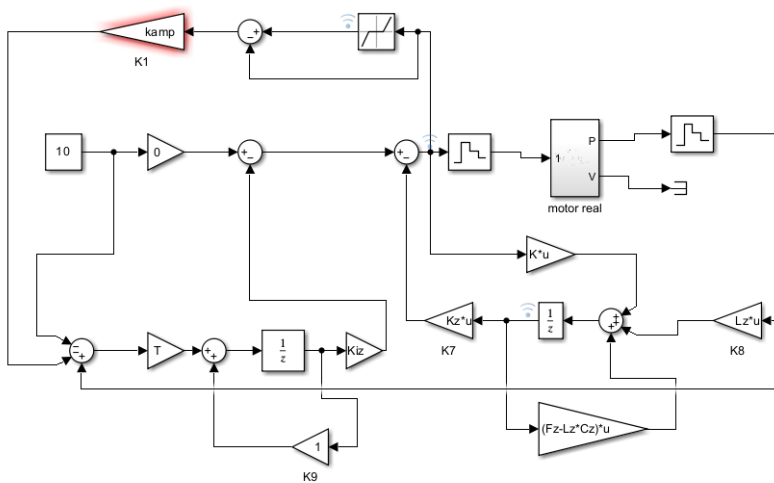 kamp
K1
10
0
1
P
V
motor real
K*u
Kz*u
K7
1
z
Lz*u
K8
T
1
z
Kiz
(Fz-Lz*Cz)*u
1
K9